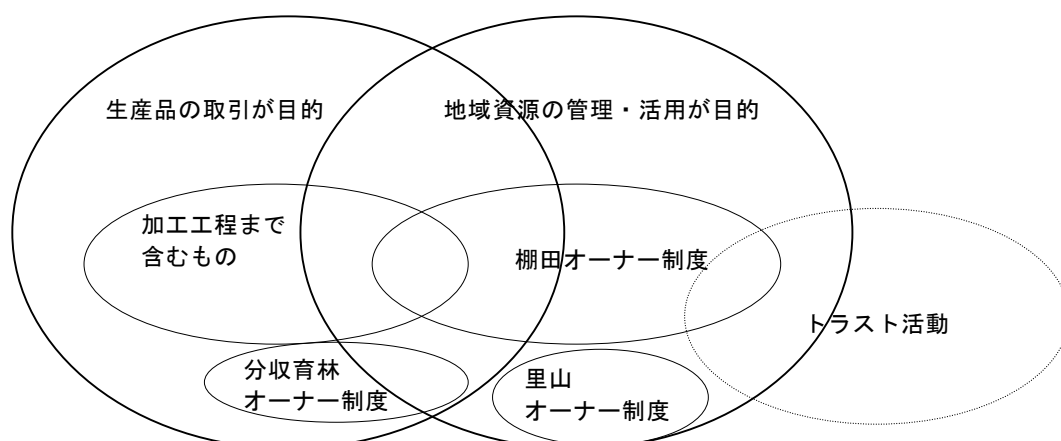 生産品の取引が目的
地域資源の管理・活用が目的
加工工程まで
含むもの
棚田オーナー制度
トラスト活動
分収育林
オーナー制度
里山
オーナー制度